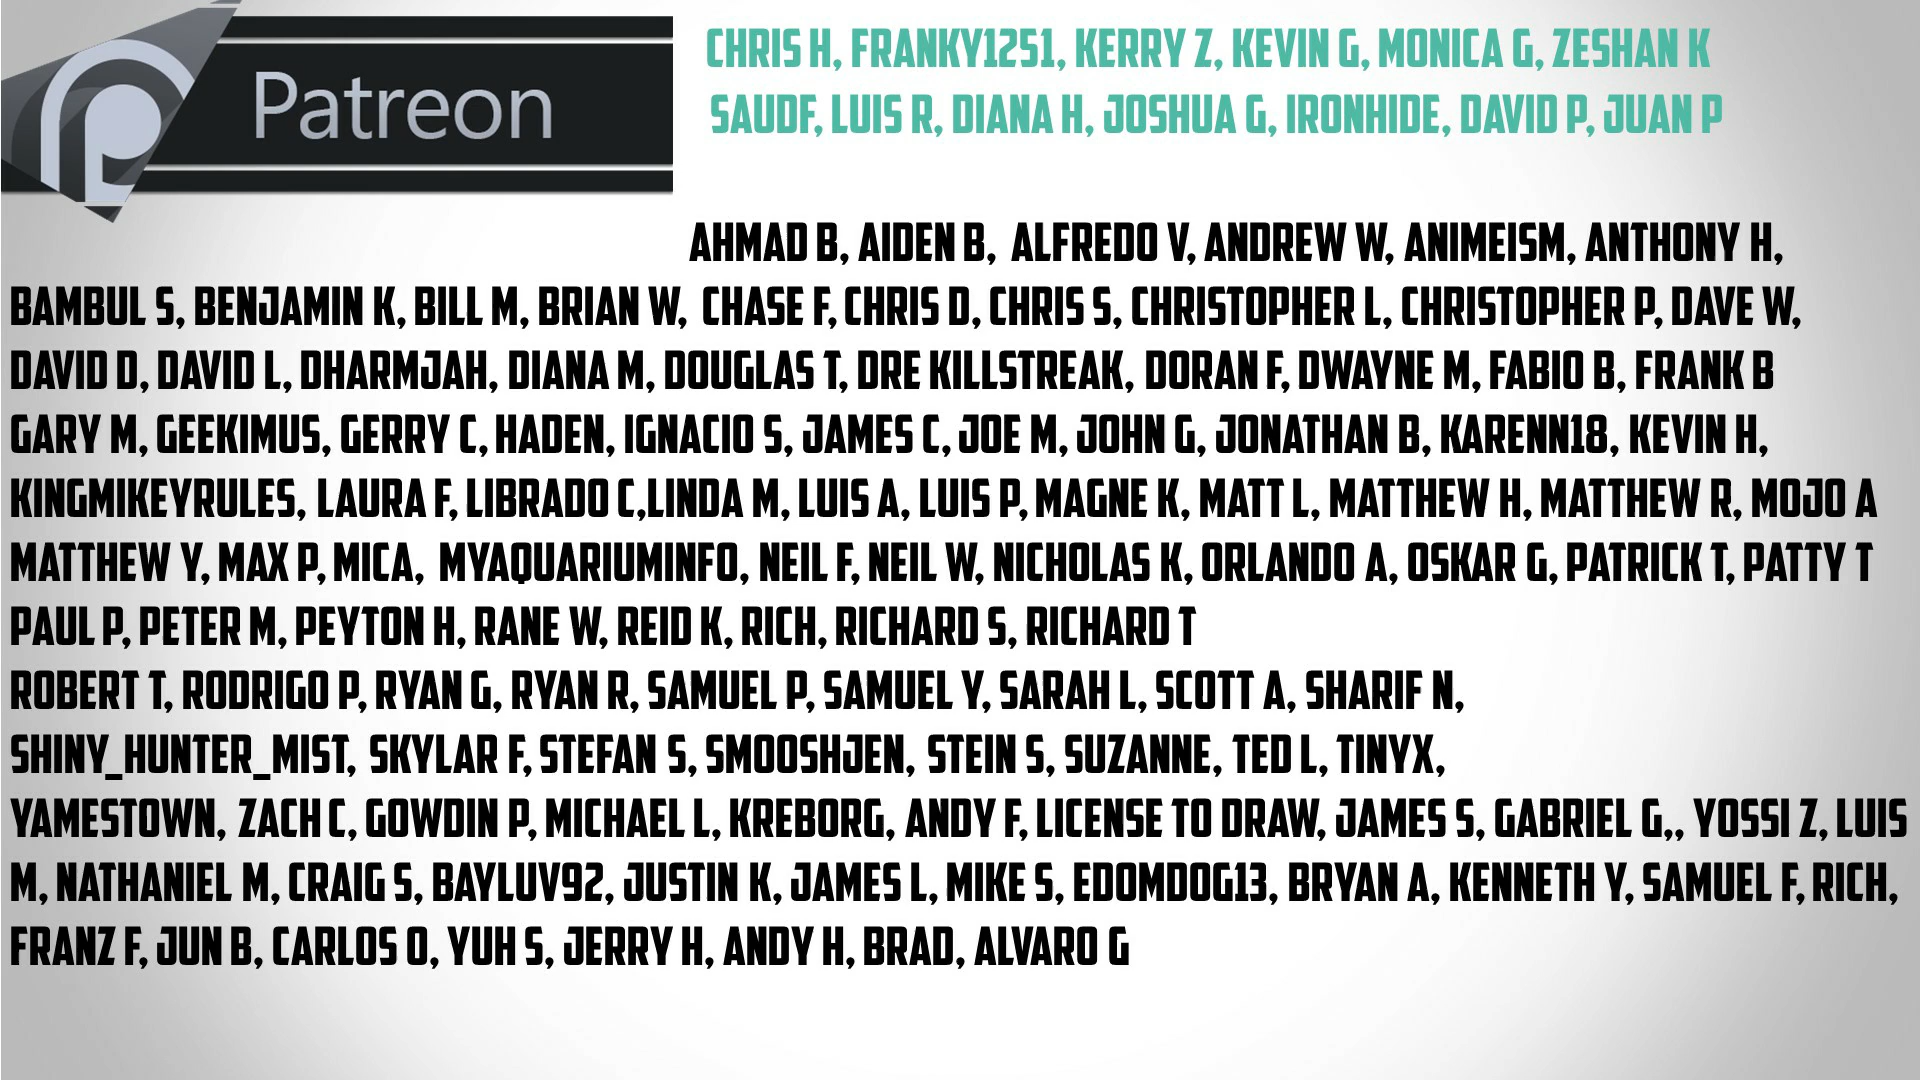 Patreon
CHRIS H, FRANKY1251, KERRY Z, KEVIN G, MONICA G, ZESHAN K
SAUDF, LUIS R, DIANA H, JOSHUA G, IRONHIDE, DAVID P, JUAN P
AHMAD B, AIDEN B, ALFREDO V, ANDREW W, ANIMEISM, ANTHONY H,
BAMBUL S, BENJAMIN K, BILL M, BRIAN W, CHASE F, CHRIS D, CHRIS S, CHRISTOPHER L, CHRISTOPHER P, DAVE W,
DAVID D, DAVID L, DHARMJAH, DIANA M, DOUGLAS T, DRE KILLSTREAK, DORAN F, DWAYNE M, FABIO B, FRANK B
GARY M, GEEKIMUS, GERRY C, HADEN, IGNACIO S, JAMES C, JOE M, JOHN G, JONATHAN B, KARENN18, KEVIN H,
KINGMIKEYRULES, LAURA F, LIBRADO C,LINDA M, LUIS A, LUIS P, MAGNE K, MATT L, MATTHEW H, MATTHEW R, MOJO A
MATTHEW Y, MAX P, MICA, MYAQUARIUMINFO, NEIL F, NEIL W, NICHOLAS K, ORLANDO A, OSKAR G, PATRICK T, PATTY T
PAUL P, PETER M, PEYTON H, RANE W, REID K, RICH, RICHARD S, RICHARD T
ROBERT T, RODRIGO P, RYAN G, RYAN R, SAMUEL P, SAMUEL Y, SARAH L, SCOTT A, SHARIF N,
SHINY_HUNTER_MIST, SKYLAR F, STEFAN S, SMOOSHJEN, STEIN S, SUZANNE, TED L, TINYX,
YAMESTOWN, ZACH C, GOWDIN P, MICHAEL L, KREBORG, ANDY F, LICENSE TO DRAW, JAMES S, GABRIEL G,, YOSSI Z, LUIS
M, NATHANIEL M, CRAIG S, BAYLUV92, JUSTIN K, JAMES L, MIKE S, EDOMDOG13, BRYAN A, KENNETH Y, SAMUEL F, RICH,
FRANZ F, JUN B, CARLOS O, YUH S, JERRY H, ANDY H, BRAD, ALVARO G